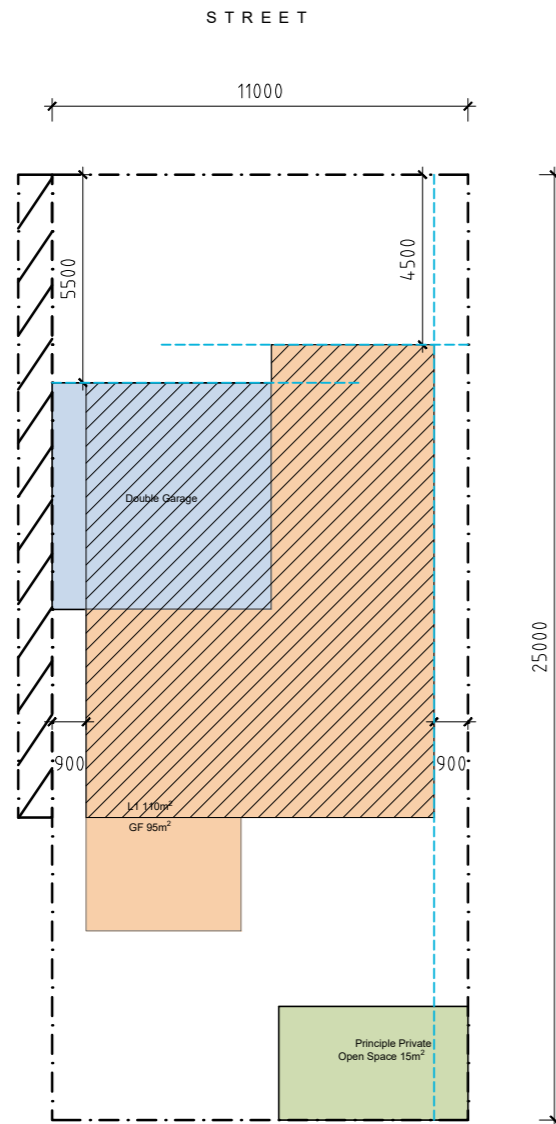 STREET
11000
5500
4500
Double Garage
25000
900
900
L1 110m²
GF 95m²
Principle Private
Open Space 15m²